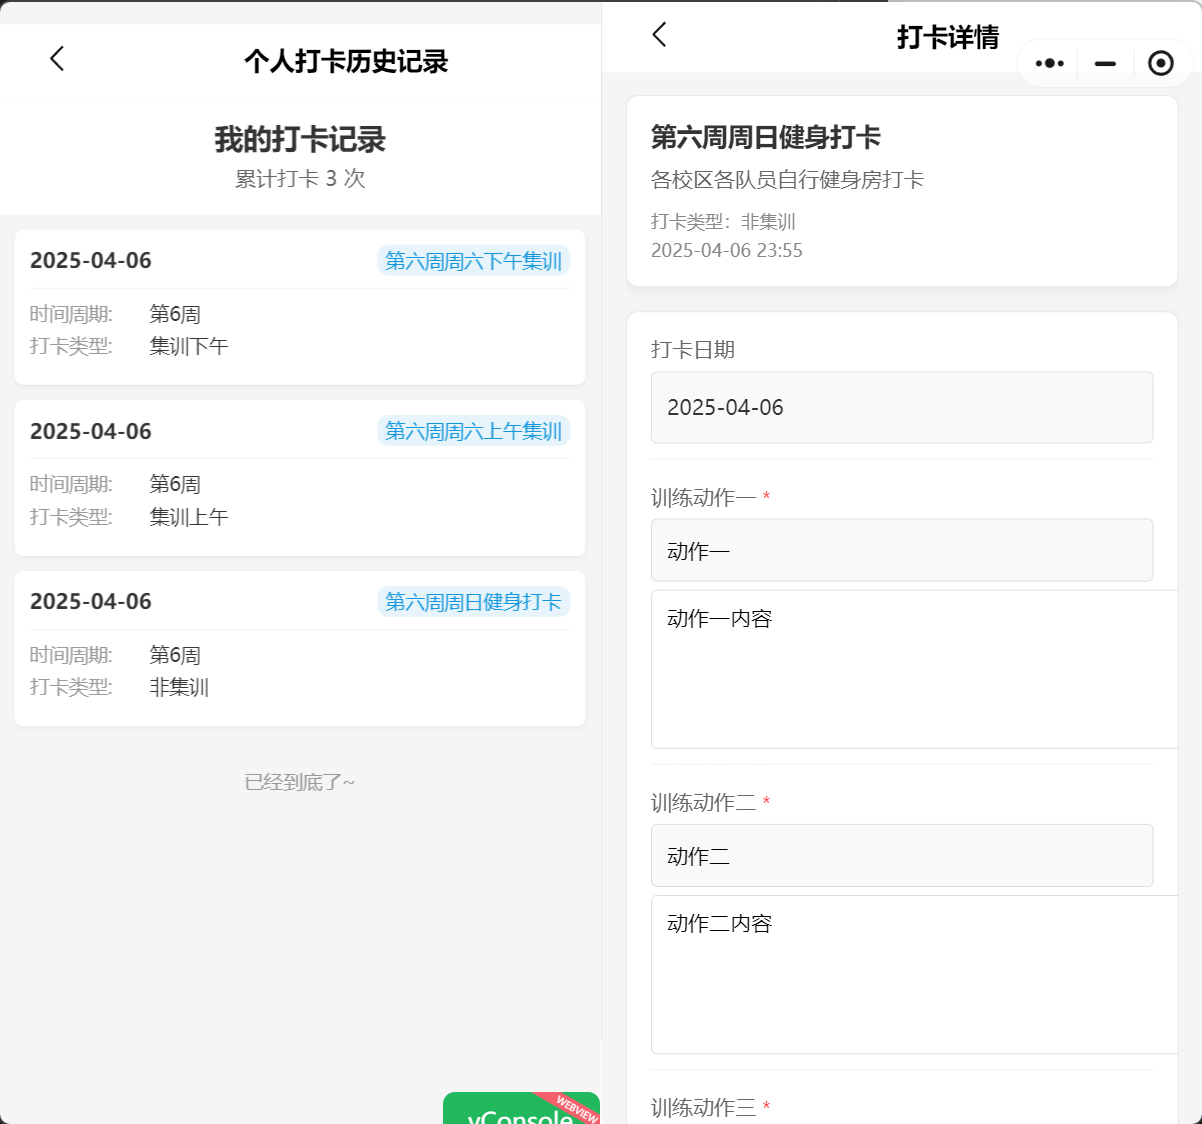 个人打卡历史记录
我的打卡记录
累计打卡 3 次
2025-04-06
第六周周六下午集训
时间周期:
第6周
打卡类型:
集训下午
2025-04-06
第六周周六上午集训
时间周期:
第6周
打卡类型:
集训上午
2025-04-06
第六周周日健身打卡
时间周期:
第6周
打卡类型:
非集训
已经到底了~
vConsole
WEBVIEW
打卡详情
第六周周日健身打卡
各校区各队员自行健身房打卡
打卡类型：非集训
2025-04-06 23:55
打卡日期
2025-04-06
训练动作一 *
动作一
动作一内容
训练动作二 *
动作二
动作二内容
训练动作三 *